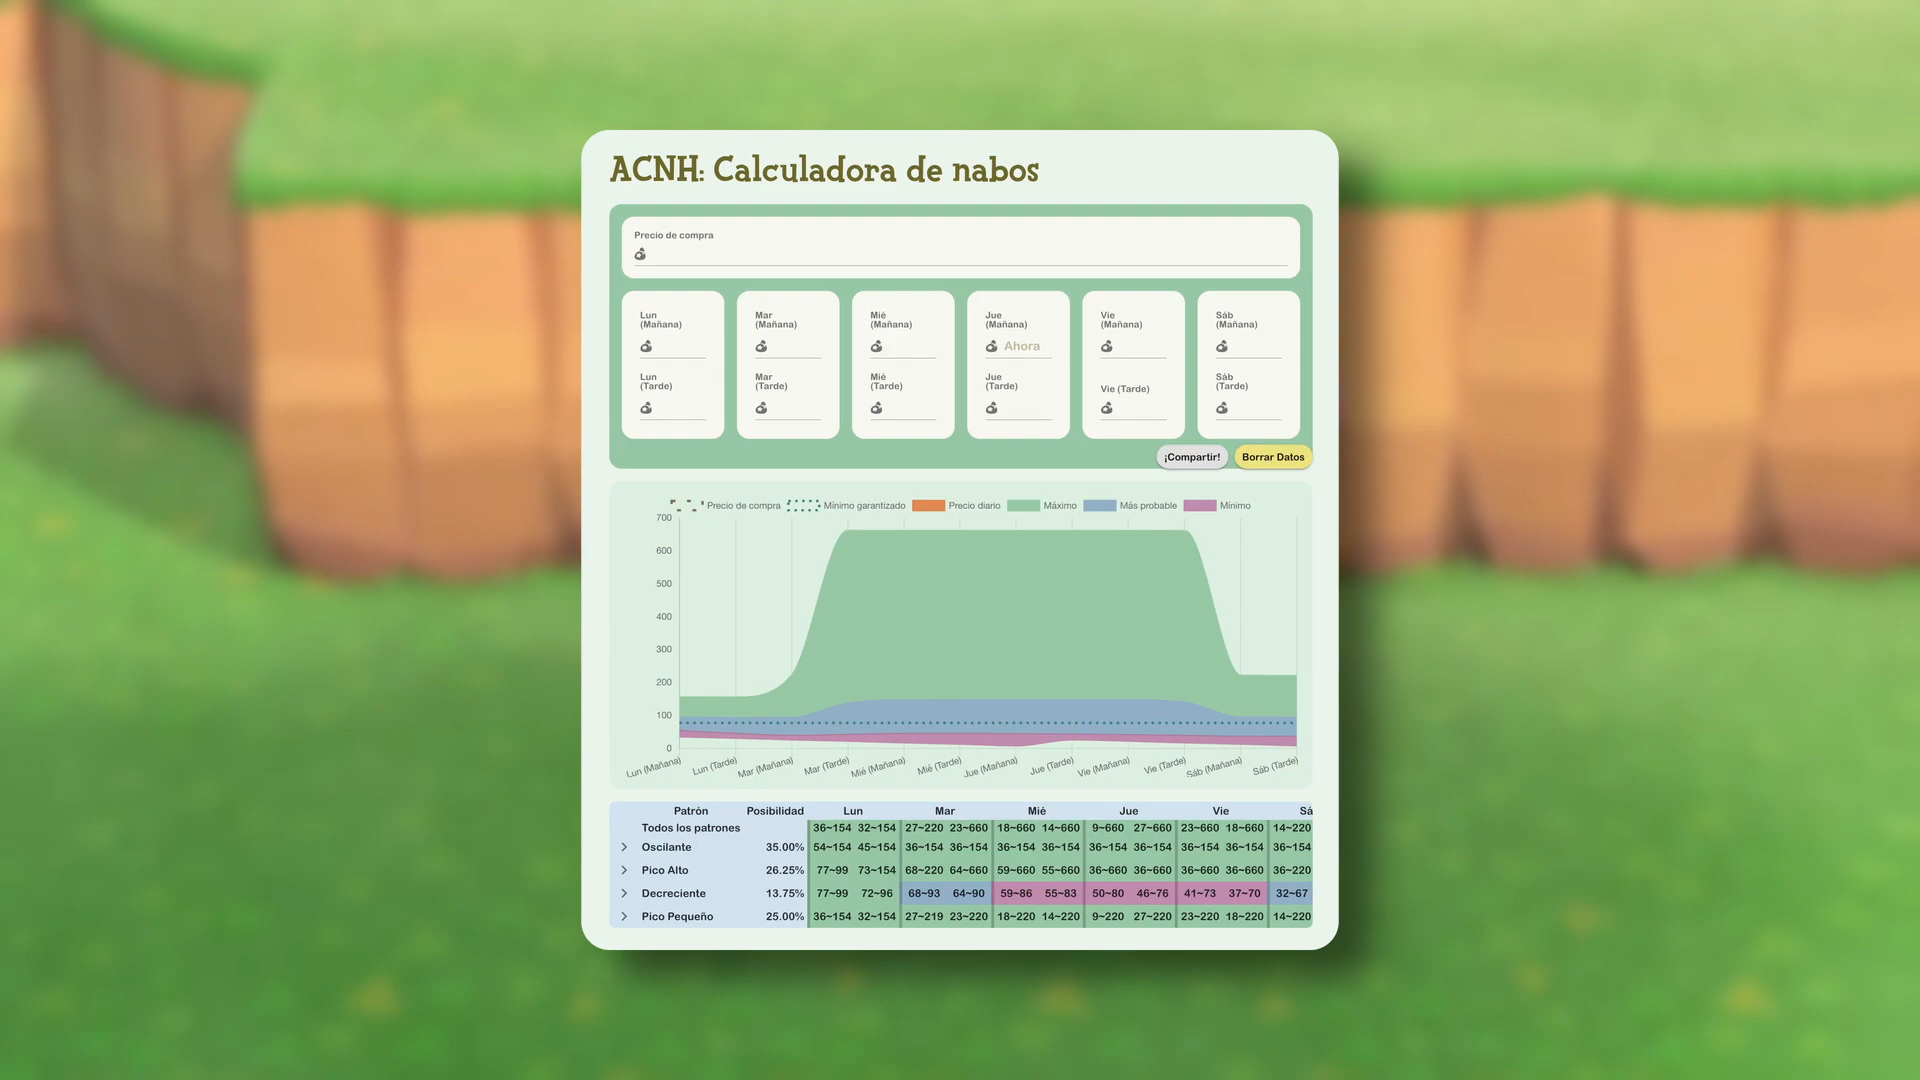 ACNH: Calculadora de nabos
Precio de compra
Lun (Mañana)
Mar (Mañana)
Mié (Mañana)
Jue (Mañana)
Vie (Mañana)
Sáb (Mañana)
Ahora
Lun (Tarde)
Mar (Tarde)
Mié (Tarde)
Jue (Tarde)
Vie (Tarde)
Sáb (Tarde)
¡Compartir! Borrar Datos
Precio de compra Mínimo garantizado Precio diario Máximo Más probable Mínimo
700
600
500
400
300
200
100
0
Lun (Mañana) Lun (Tarde) Mar (Mañana) Mar (Tarde) Mié (Mañana) Mié (Tarde) Jue (Mañana) Jue (Tarde) Vie (Mañana) Vie (Tarde) Sáb (Mañana) Sáb (Tarde)
Patrón Posibilidad Lun Mar Mié Jue Vie Sá
Todos los patrones 36~154 32~154 27~220 23~660 18~660 14~660 9~660 27~660 23~660 18~660 14~220
Oscilante 35.00% 54~154 45~154 36~154 36~154 36~154 36~154 36~154 36~154 36~154 36~154 36~154
Pico Alto 26.25% 77~99 73~154 68~220 64~660 59~660 55~660 36~660 36~660 36~660 36~660 36~220
Decreciente 13.75% 77~99 72~96 68~93 64~90 59~86 55~83 50~80 46~76 41~73 37~70 32~67
Pico Pequeño 25.00% 36~154 32~154 27~219 23~220 18~220 14~220 9~220 27~220 23~220 18~220 14~220